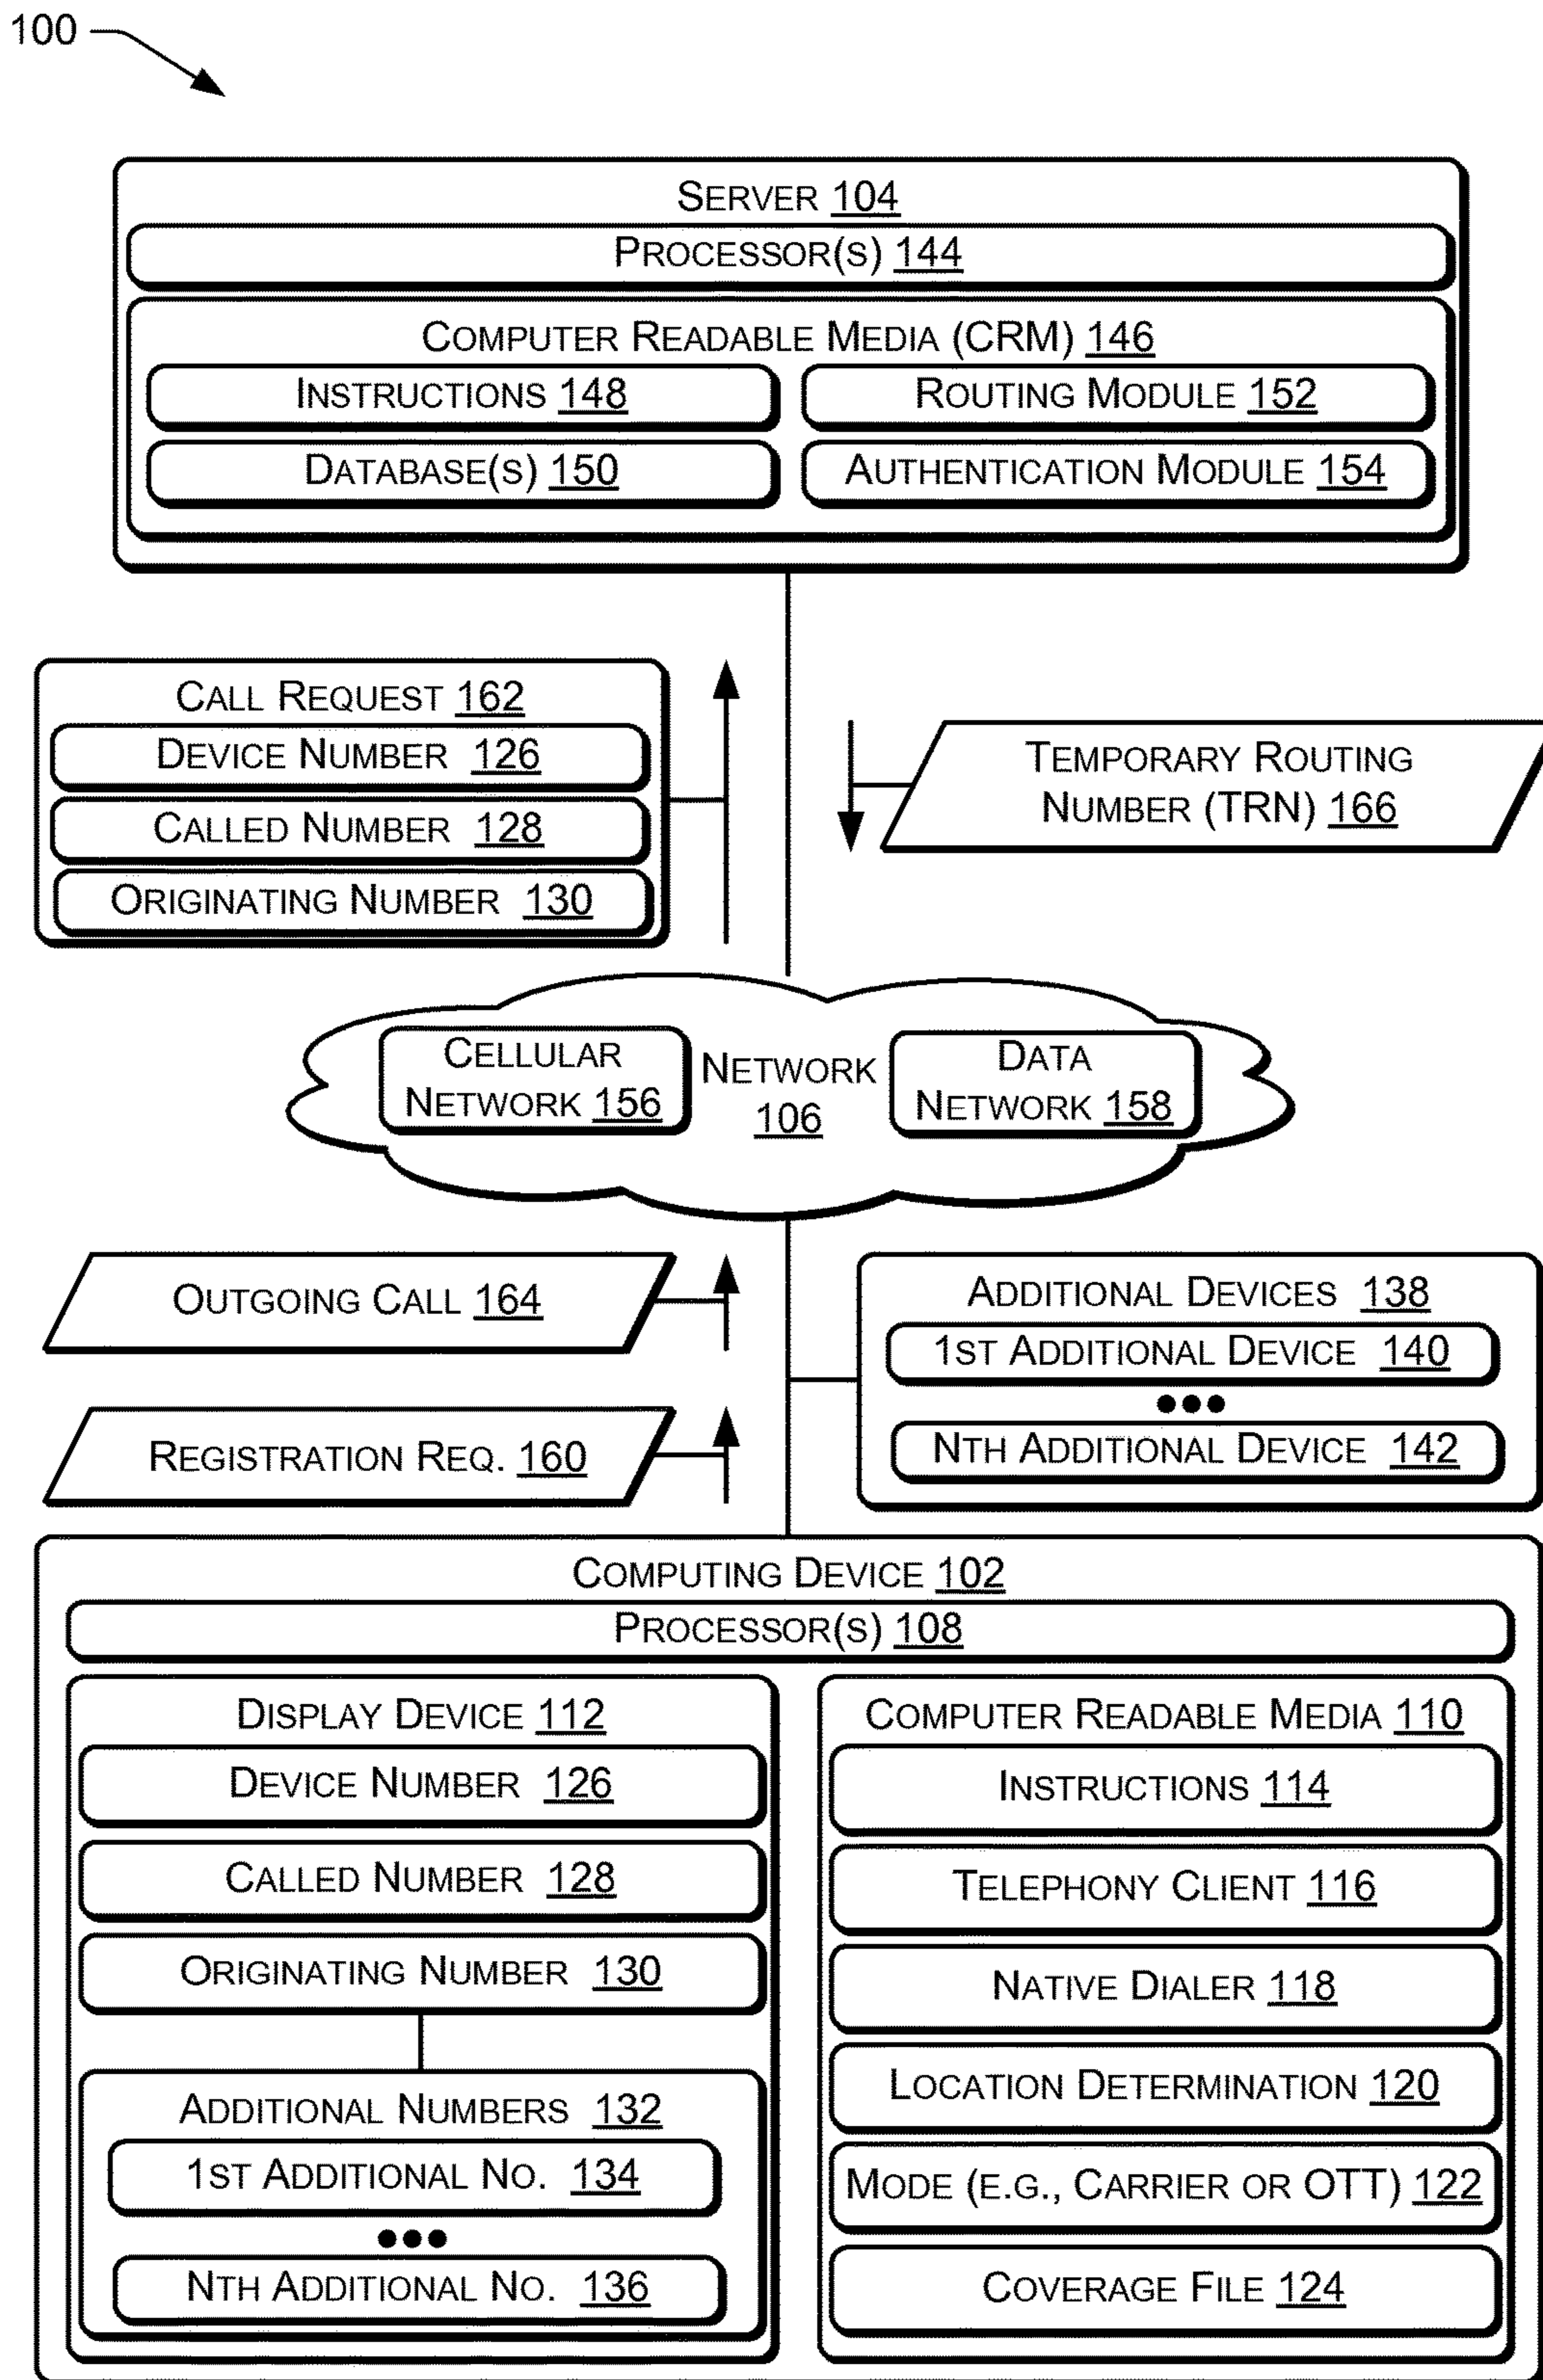 100
SERVER 104
PROCESSOR(S) 144
COMPUTER READABLE MEDIA (CRM) 146
INSTRUCTIONS 148
ROUTING MODULE 152
DATABASE(S) 150
AUTHENTICATION MODULE 154
CALL REQUEST 162
DEVICE NUMBER 126
CALLED NUMBER 128
ORIGINATING NUMBER 130
TEMPORARY ROUTING
NUMBER (TRN) 166
CELLULAR
NETWORK 156
NETWORK
106
DATA
NETWORK 158
OUTGOING CALL 164
REGISTRATION REQ. 160
ADDITIONAL DEVICES 138
1ST ADDITIONAL DEVICE 140
●●●
NTH ADDITIONAL DEVICE 142
COMPUTING DEVICE 102
PROCESSOR(S) 108
DISPLAY DEVICE 112
DEVICE NUMBER 126
CALLED NUMBER 128
ORIGINATING NUMBER 130
ADDITIONAL NUMBERS 132
1ST ADDITIONAL NO. 134
●●●
NTH ADDITIONAL NO. 136
COMPUTER READABLE MEDIA 110
INSTRUCTIONS 114
TELEPHONY CLIENT 116
NATIVE DIALER 118
LOCATION DETERMINATION 120
MODE (E.G., CARRIER OR OTT) 122
COVERAGE FILE 124